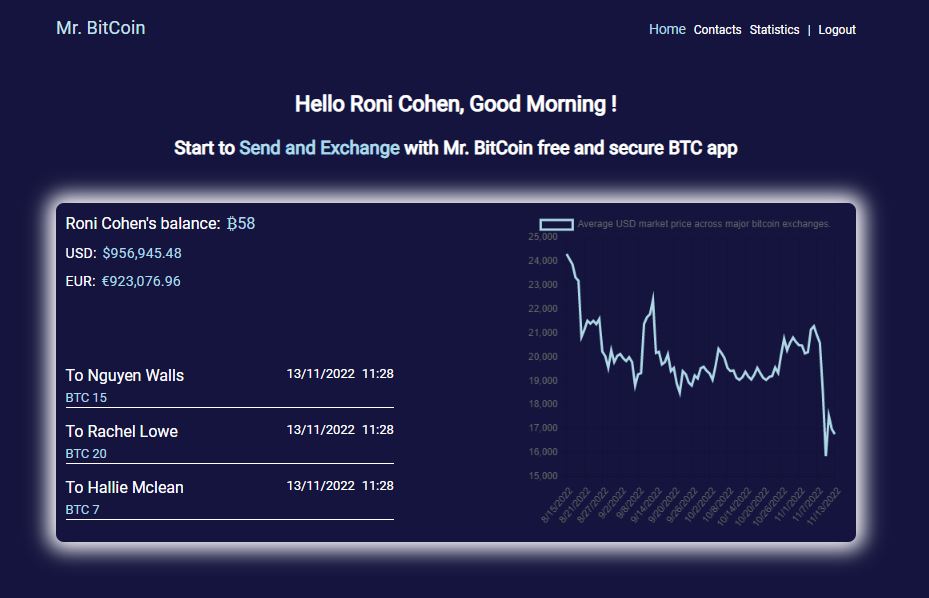 Mr. BitCoin
Home Contacts Statistics | Logout
Hello Roni Cohen, Good Morning !
Start to Send and Exchange with Mr. BitCoin free and secure BTC app
Roni Cohen's balance: ₿58
USD: $956,945.48
EUR: €923,076.96
To Nguyen Walls 13/11/2022 11:28
BTC 15
To Rachel Lowe 13/11/2022 11:28
BTC 20
To Hallie Mclean 13/11/2022 11:28
BTC 7
Average USD market price across major bitcoin exchanges.
25,000
24,000
23,000
22,000
21,000
20,000
19,000
18,000
17,000
16,000
15,000
8/15/2022
8/21/2022
8/27/2022
9/2/2022
9/8/2022
9/14/2022
9/20/2022
9/26/2022
10/2/2022
10/8/2022
10/14/2022
10/20/2022
10/26/2022
11/1/2022
11/7/2022
11/13/2022